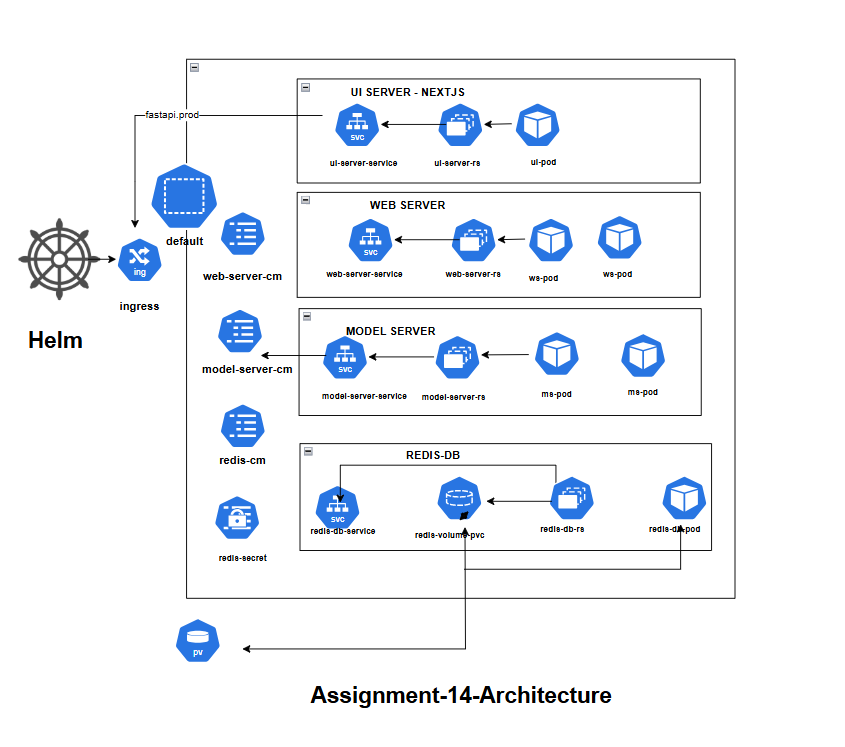 UI SERVER - NEXTJS
fastapi.prod
svc
ui-server-service
ui-server-rs
ui-pod
WEB SERVER
default
web-server-cm
web-server-service
web-server-rs
ws-pod
ws-pod
ing
ingress
Helm
MODEL SERVER
svc
model-server-cm
model-server-service
model-server-rs
ms-pod
ms-pod
REDIS-DB
redis-cm
svc
redis-db-service
redis-volume-pvc
redis-db-rs
redis-db-pod
redis-secret
svc
pv
Assignment-14-Architecture